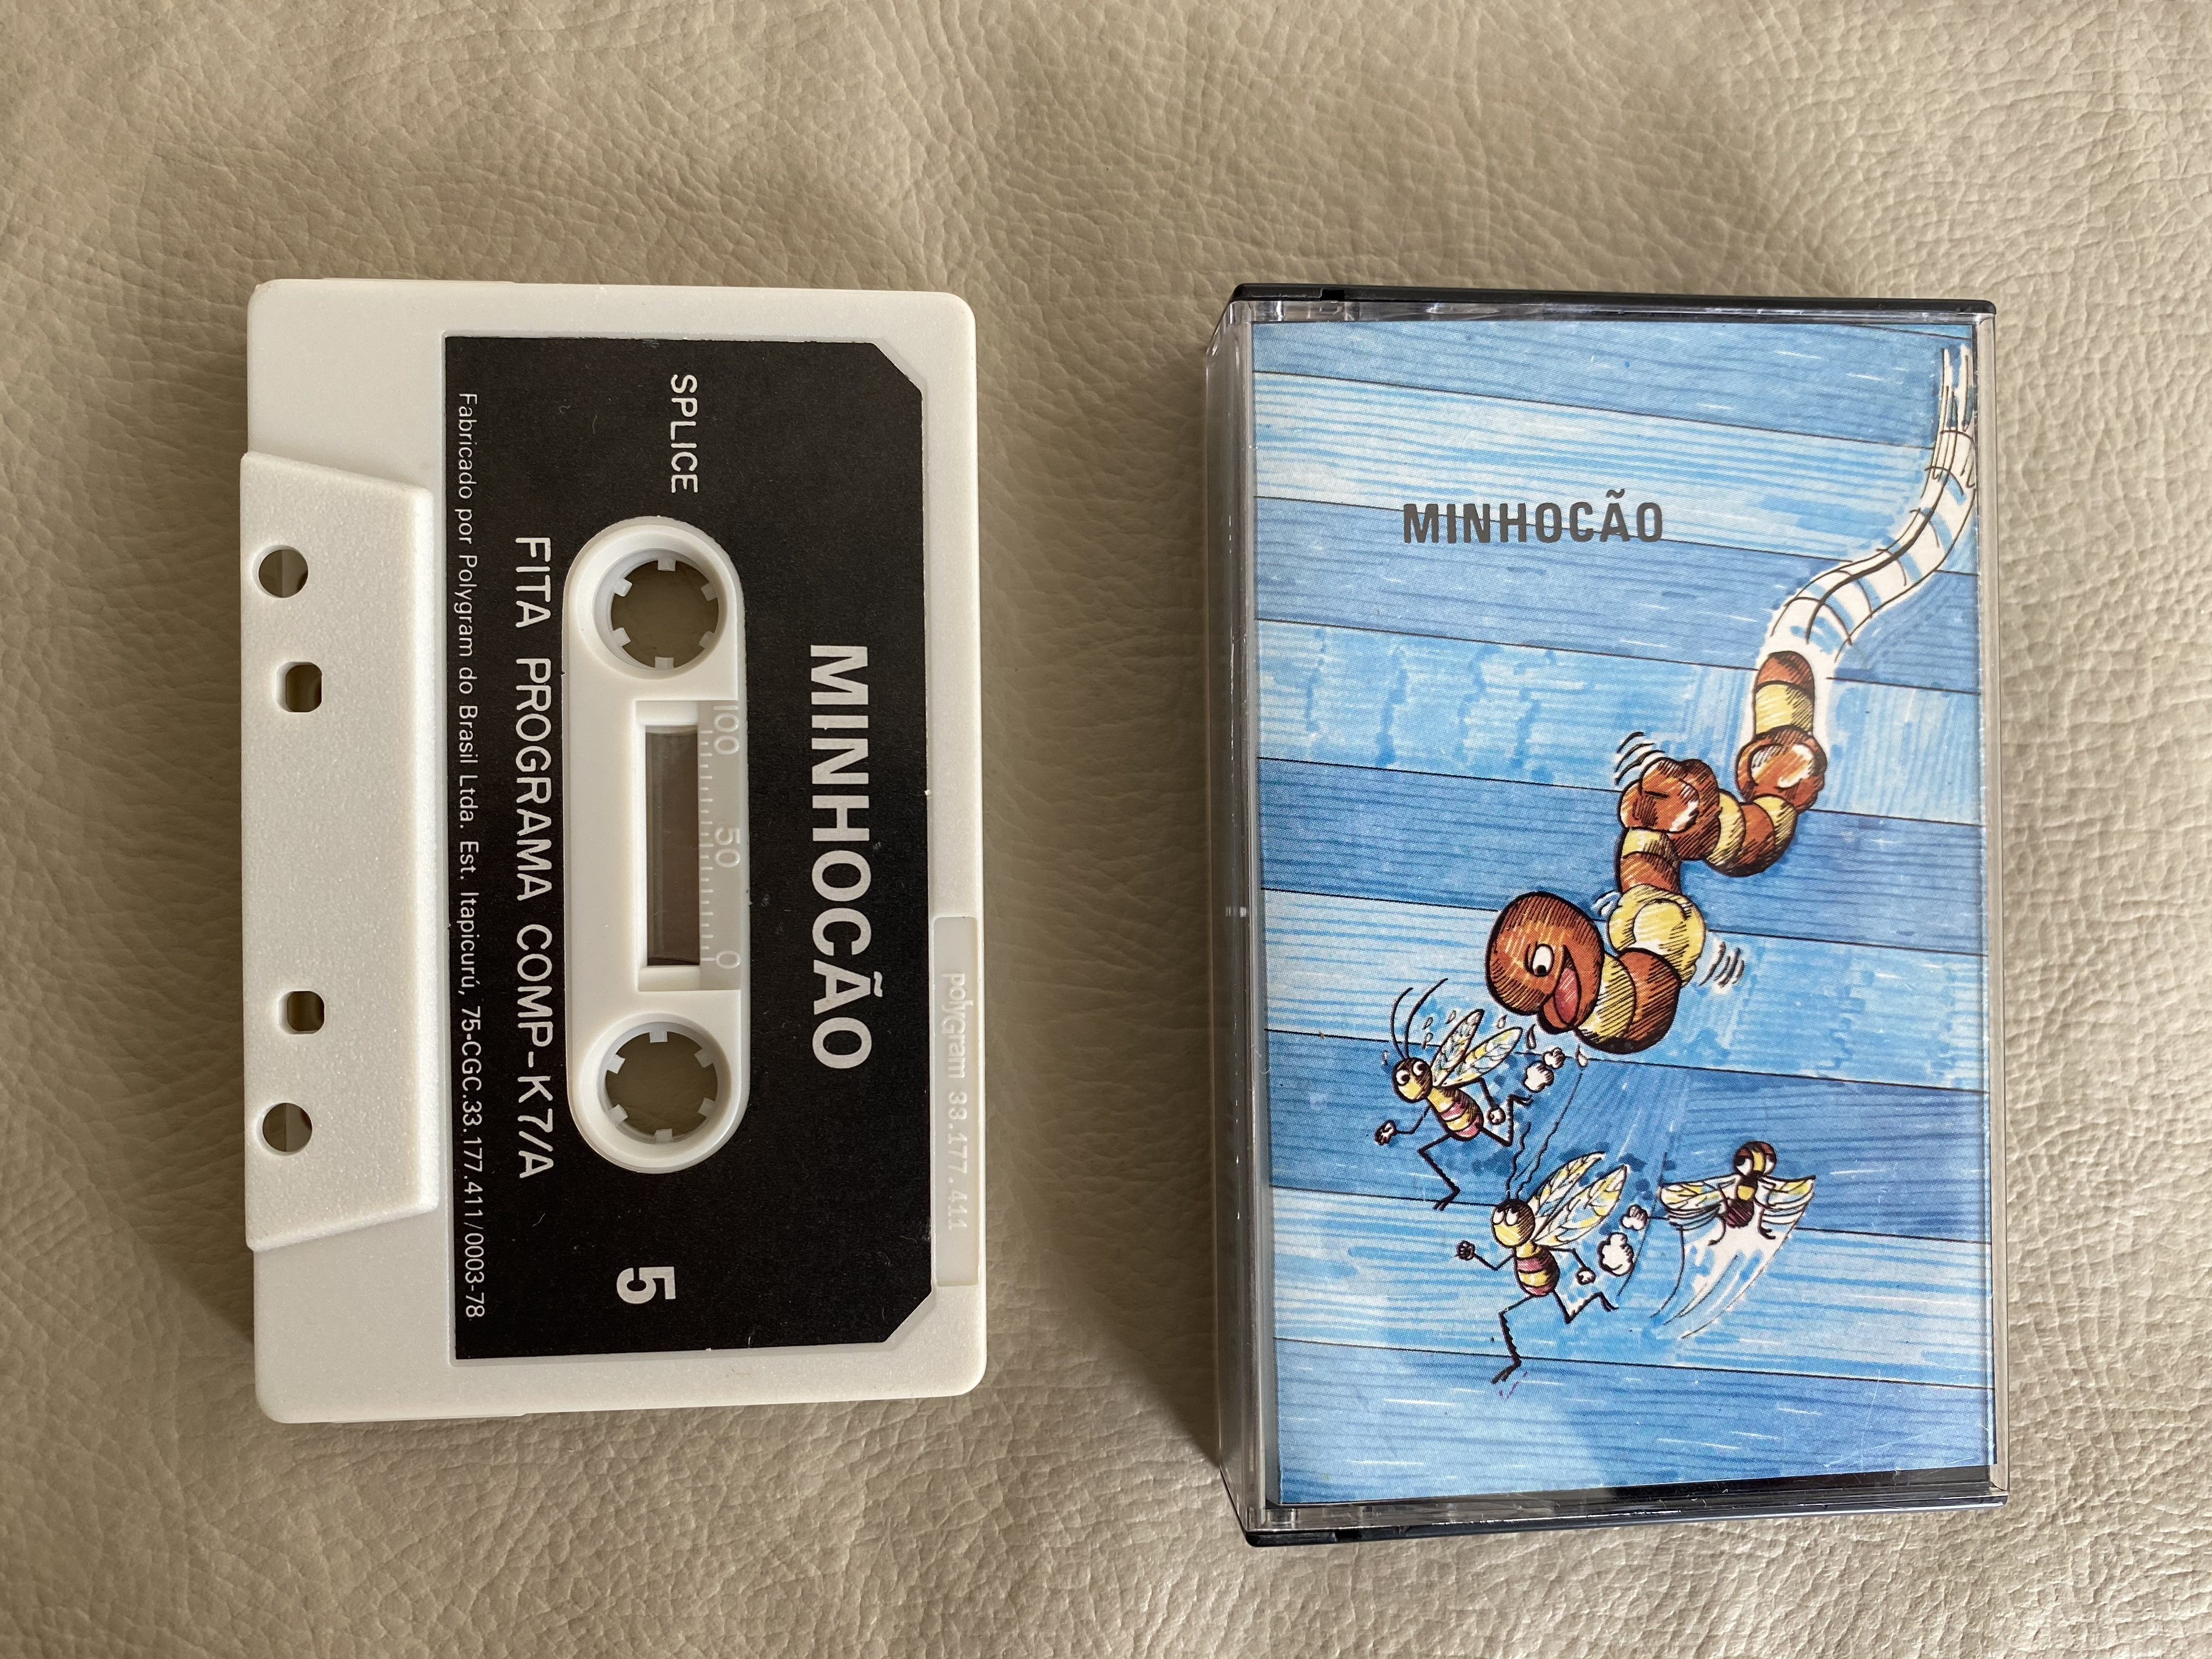 SPLICE
MINHOCÃO
100 50 0
5
FITA PROGRAMA COMP-K7/A
Fabricado por Polygram do Brasil Ltda. Est. Itapicurú, 75-CGC.33.177.411/0003-78
polyGram 33.177.411
MINHOCÃO